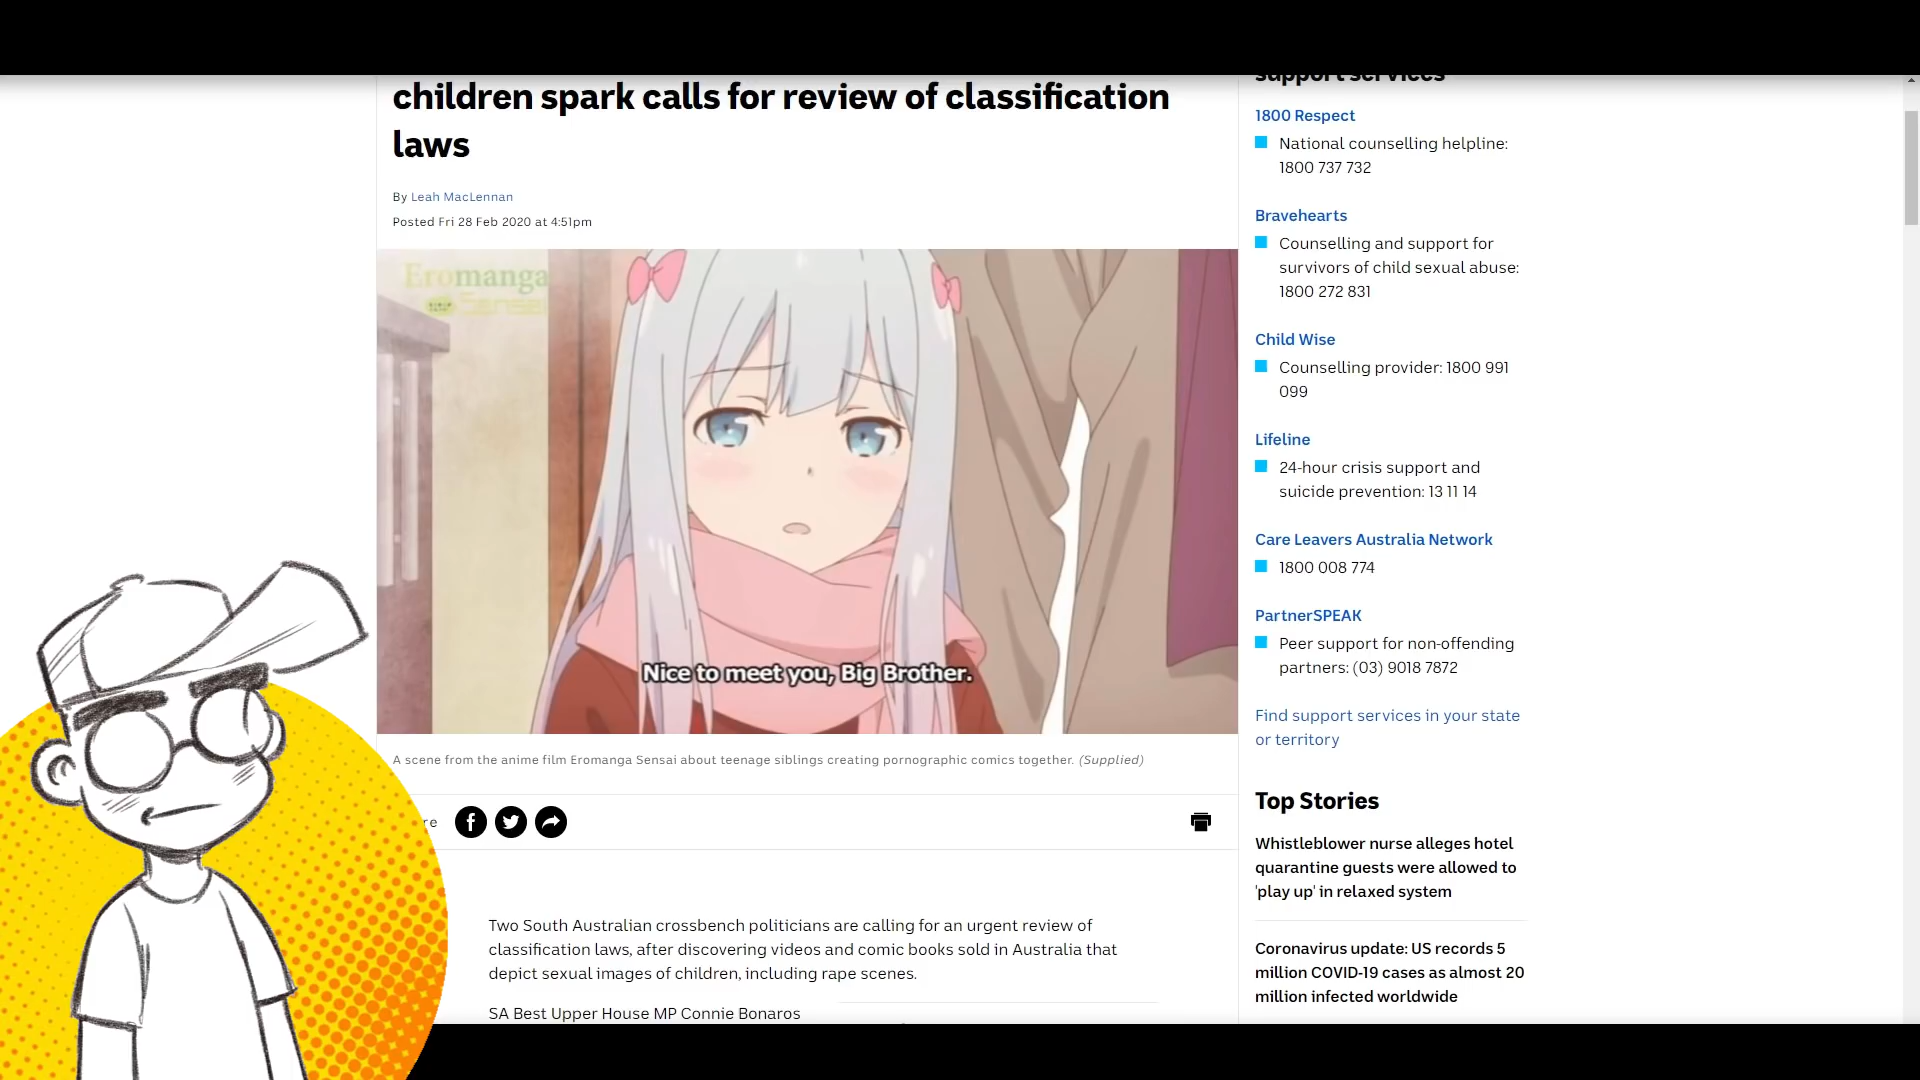 children spark calls for review of classification
laws
By Leah MacLennan
Posted Fri 28 Feb 2020 at 4:51pm
Eromanga
Sensei
Nice to meet you, Big Brother.
A scene from the anime film Eromanga Sensai about teenage siblings creating pornographic comics together. (Supplied)
re
Two South Australian crossbench politicians are calling for an urgent review of
classification laws, after discovering videos and comic books sold in Australia that
depict sexual images of children, including rape scenes.
SA Best Upper House MP Connie Bonaros
support services
1800 Respect
National counselling helpline:
1800 737 732
Bravehearts
Counselling and support for
survivors of child sexual abuse:
1800 272 831
Child Wise
Counselling provider: 1800 991
099
Lifeline
24-hour crisis support and
suicide prevention: 13 11 14
Care Leavers Australia Network
1800 008 774
PartnerSPEAK
Peer support for non-offending
partners: (03) 9018 7872
Find support services in your state
or territory
Top Stories
Whistleblower nurse alleges hotel
quarantine guests were allowed to
'play up' in relaxed system
Coronavirus update: US records 5
million COVID-19 cases as almost 20
million infected worldwide